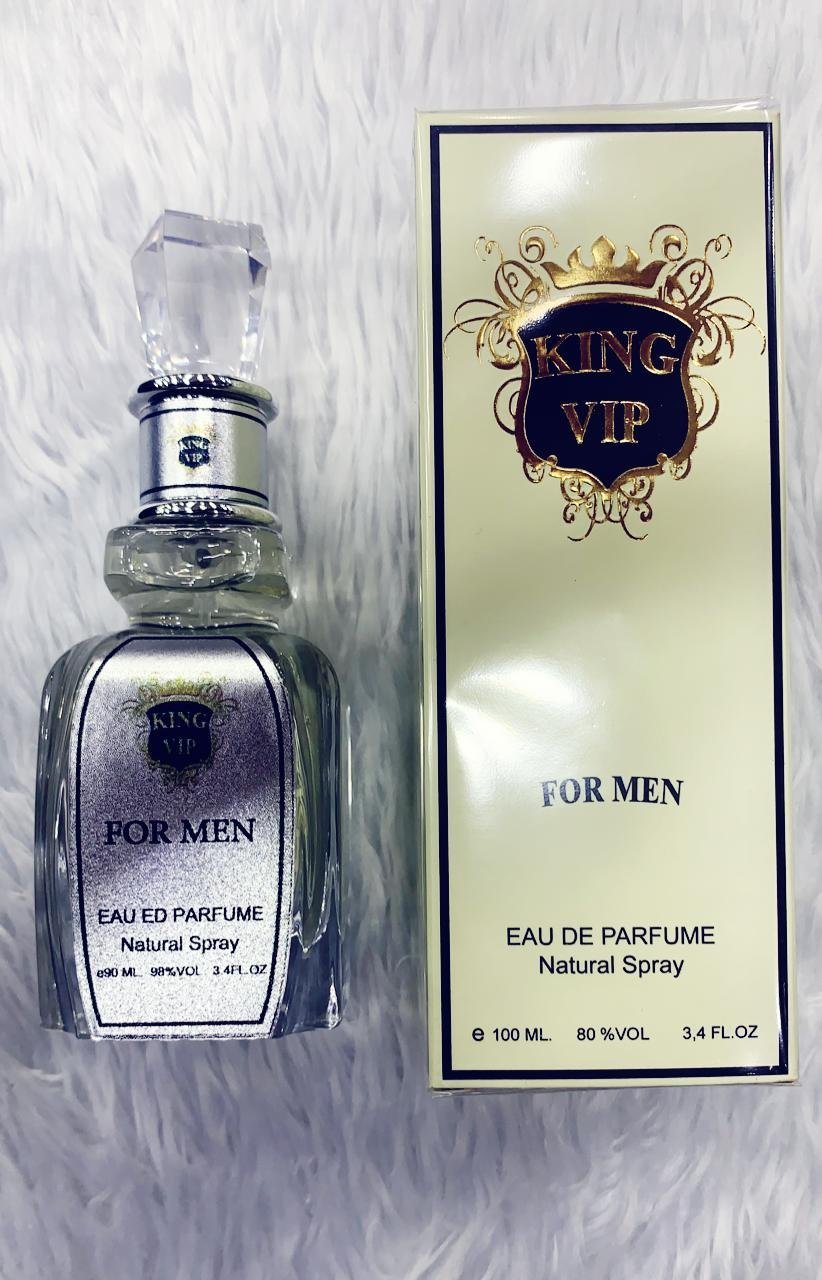 KING
VIP
KING
VIP
FOR MEN
EAU ED PARFUME
Natural Spray
e90 ML. 98%VOL 3.4FL.OZ
KING
VIP
FOR MEN
EAU DE PARFUME
Natural Spray
e 100 ML. 80 %VOL 3,4 FL.OZ